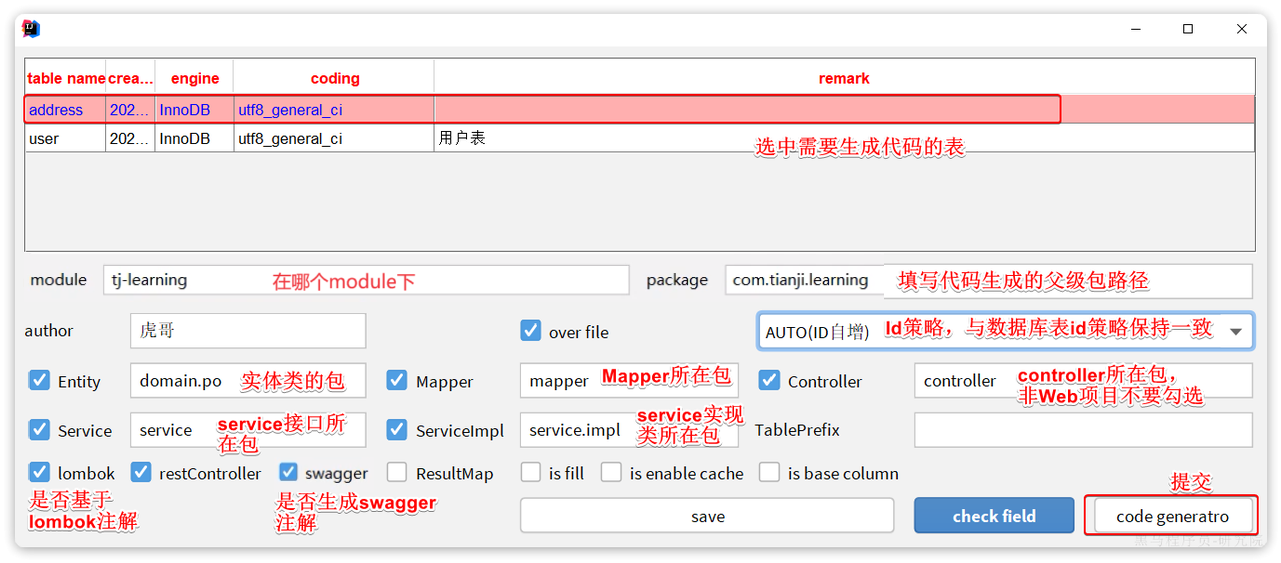 table name crea... engine coding remark
address 202... InnoDB utf8_general_ci
user 202... InnoDB utf8_general_ci 用户表
选中需要生成代码的表
module tj-learning 在哪个module下 package com.tianji.learning 填写代码生成的父级包路径
author 虎哥 over file AUTO(ID自增) Id策略，与数据库表id策略保持一致
Entity domain.po 实体类的包 Mapper mapper Mapper所在包 Controller controller controller所在包，
非Web项目不要勾选
Service service service接口所
在包
ServiceImpl service.impl service实现
类所在包
TablePrefix
lombok restController swagger ResultMap is fill is enable cache is base column
是否基于
lombok注解
是否生成swagger
注解
提交
save check field code generatro
黑马程序员-研究院